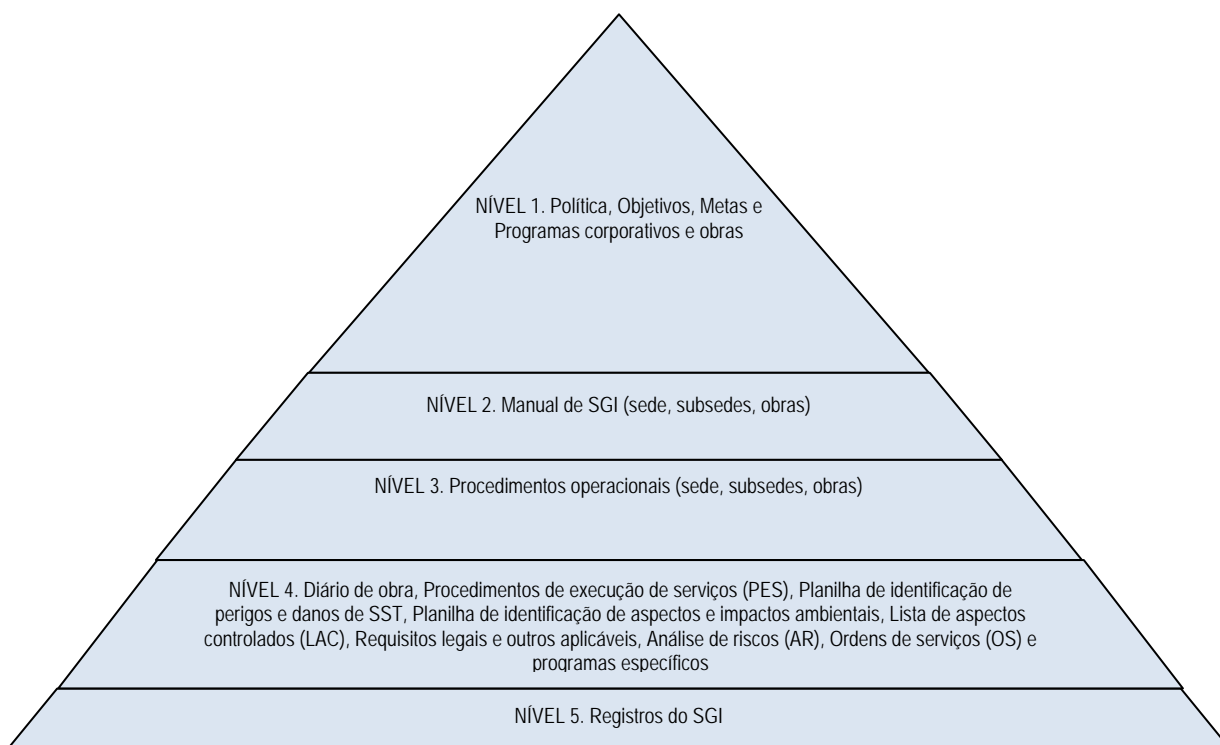 NÍVEL 1. Política, Objetivos, Metas e
Programas corporativos e obras
NÍVEL 2. Manual de SGI (sede, subsedes, obras)
NÍVEL 3. Procedimentos operacionais (sede, subsedes, obras)
NÍVEL 4. Diário de obra, Procedimentos de execução de serviços (PES), Planilha de identificação de
perigos e danos de SST, Planilha de identificação de aspectos e impactos ambientais, Lista de aspectos
controlados (LAC), Requisitos legais e outros aplicáveis, Análise de riscos (AR), Ordens de serviços (OS) e
programas específicos
NÍVEL 5. Registros do SGI